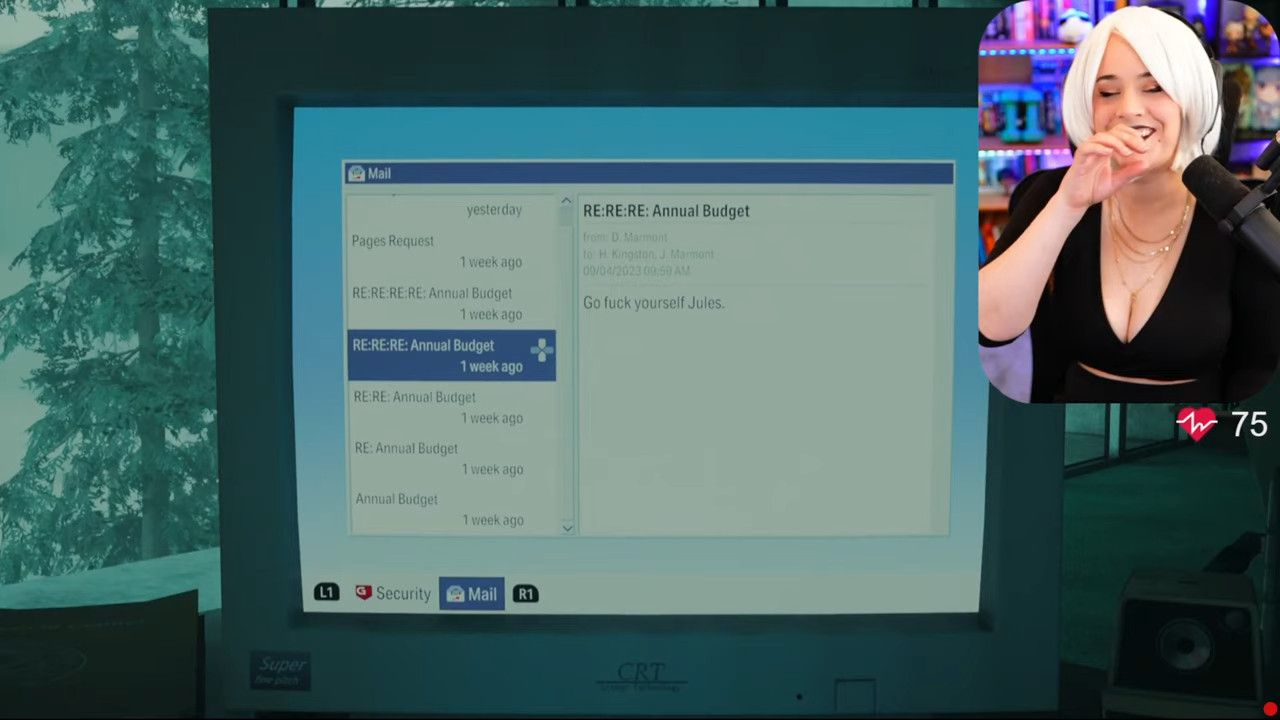 Mail
yesterday
Pages Request
1 week ago
RE:RE:RE:RE: Annual Budget
1 week ago
RE:RE:RE: Annual Budget
1 week ago
RE:RE: Annual Budget
1 week ago
RE: Annual Budget
1 week ago
Annual Budget
1 week ago
RE:RE:RE: Annual Budget
from: D. Marmont
to: H. Kingston, J. Marmont
09/04/2023 09:59 AM
Go fuck yourself Jules.
75
L1
Security
Mail
R1
Super
fine pitch
CRT